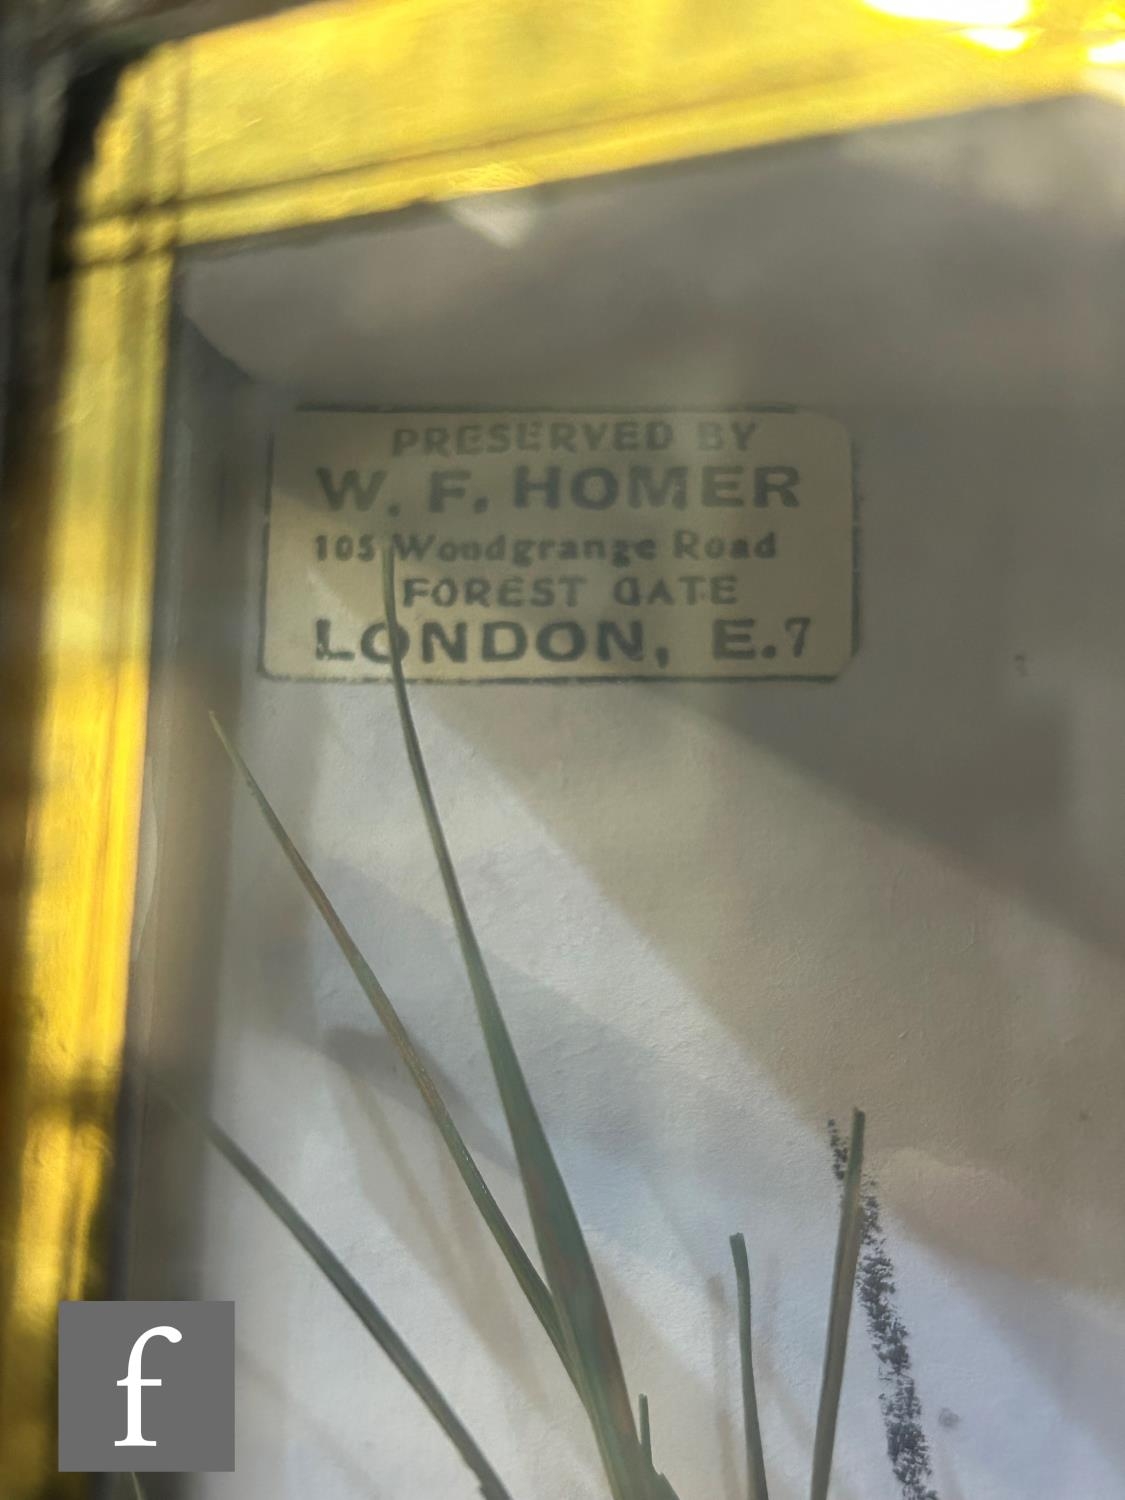 PRESERVED BY
W. F. HOMER
105 Woodgrange Road
FOREST GATE
LONDON, E.7
f